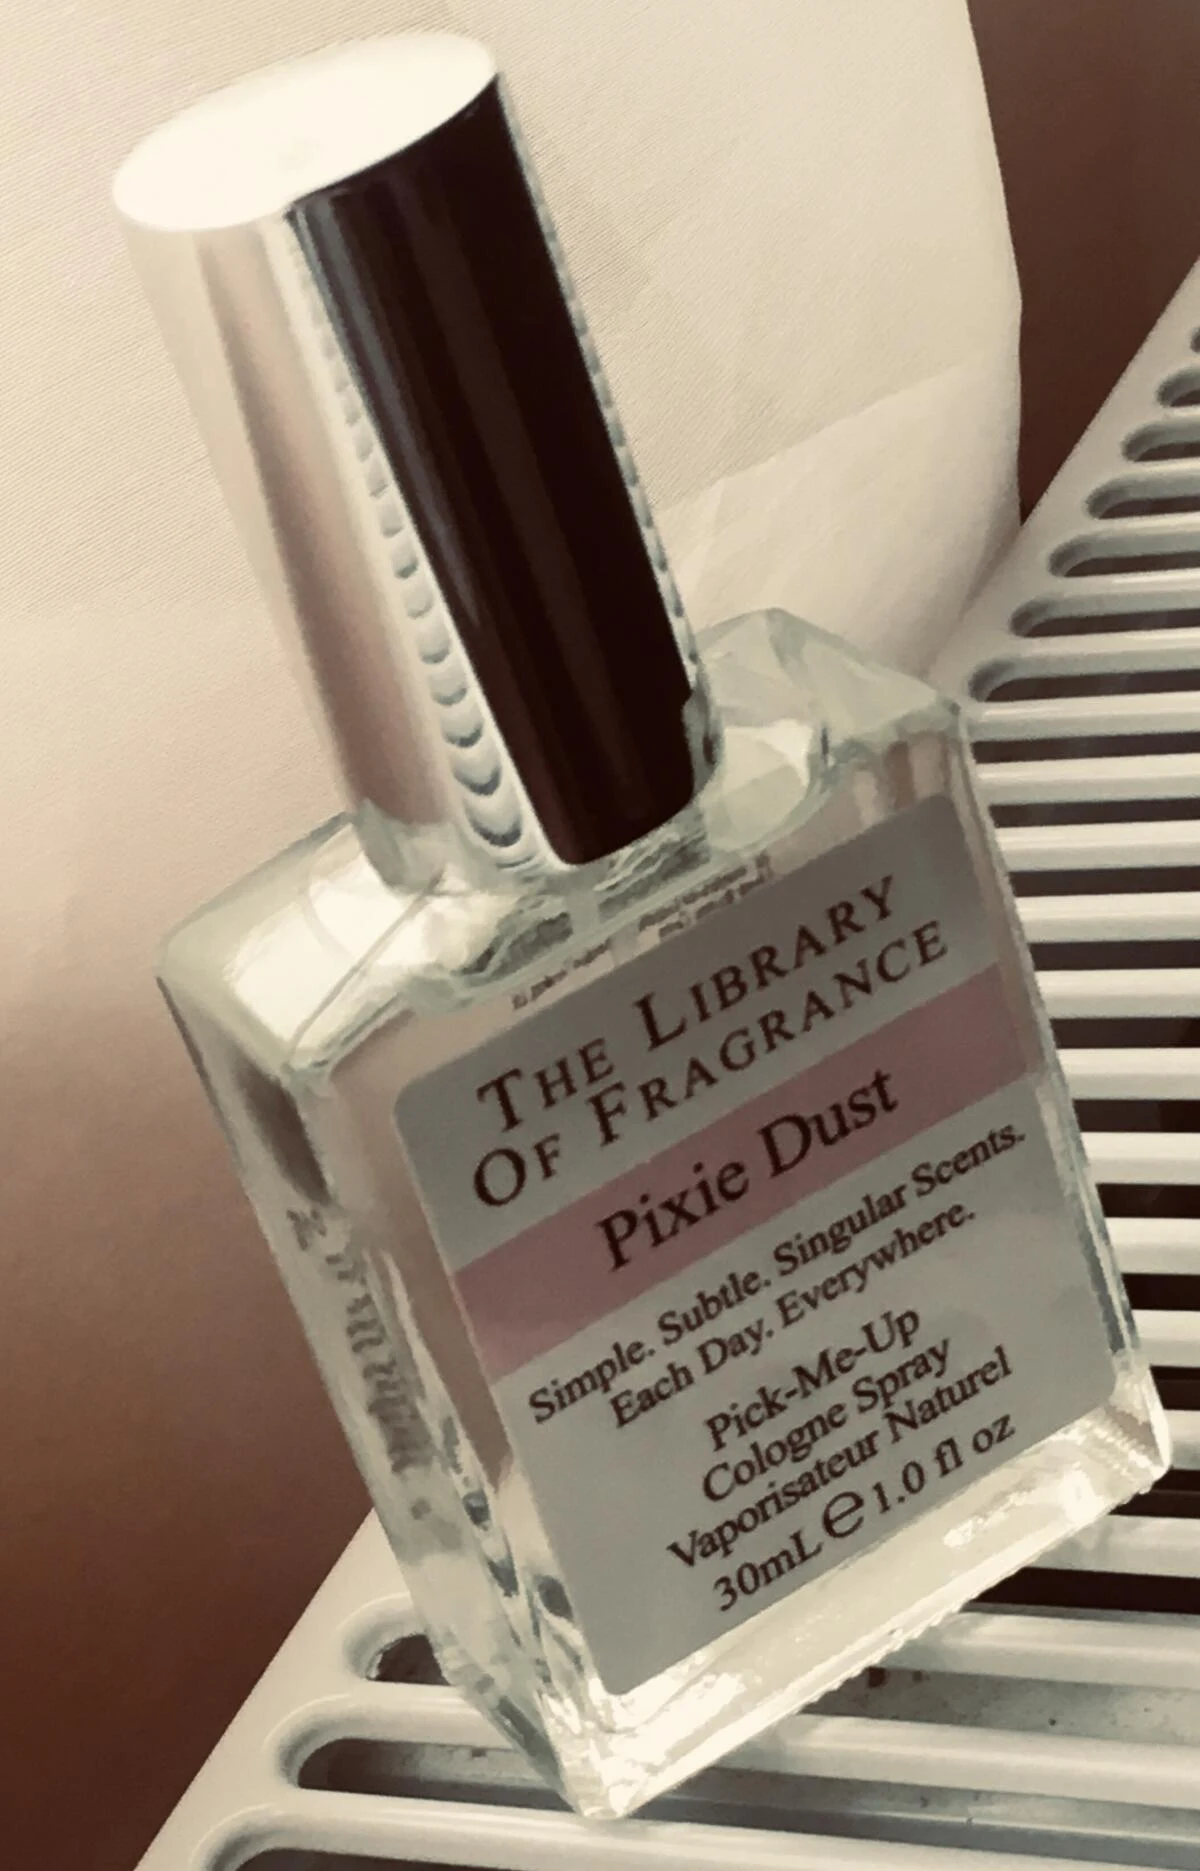 THE LIBRARY
OF FRAGRANCE
Pixie Dust
Simple. Subtle. Singular Scents.
Each Day. Everywhere.
Pick-Me-Up
Cologne Spray
Vaporisateur Naturel
30mL ℮ 1.0 fl oz